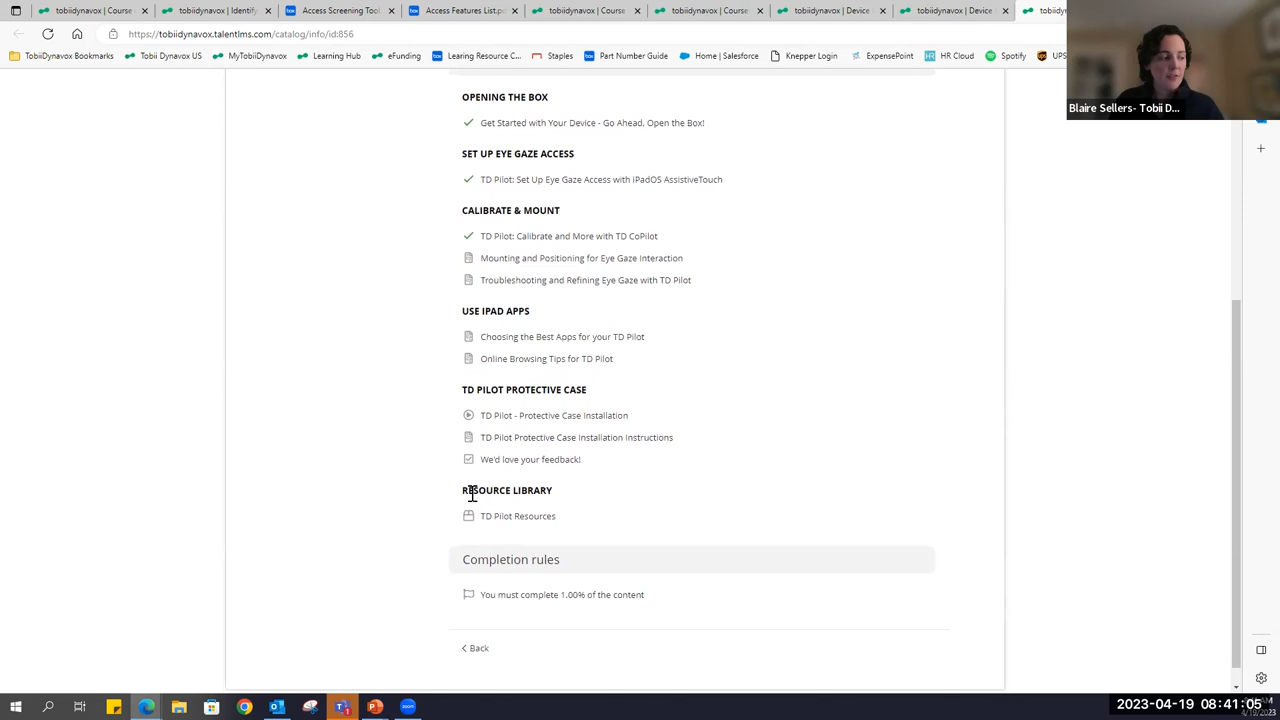 tobiidynavox : Course
tobiidynavox | Identify
Access Screening Tool
Access Features List.p
tobiidynavox : Course
tobiidynavox | Course
tobiidynavox | Device
tobiidynavox | Device
https://tobiidynavox.talentlms.com/catalog/info/id:856
TobiiDynavox Bookmarks
Tobii Dynavox US
MyTobiiDynavox
Learning Hub
eFunding
Learing Resource C...
Staples
Part Number Guide
Home | Salesforce
Knepper Login
ExpensePoint
HR Cloud
Spotify
UPS
Blaire Sellers- Tobii D...
OPENING THE BOX
Get Started with Your Device - Go Ahead, Open the Box!
SET UP EYE GAZE ACCESS
TD Pilot: Set Up Eye Gaze Access with iPadOS AssistiveTouch
CALIBRATE & MOUNT
TD Pilot: Calibrate and More with TD CoPilot
Mounting and Positioning for Eye Gaze Interaction
Troubleshooting and Refining Eye Gaze with TD Pilot
USE IPAD APPS
Choosing the Best Apps for your TD Pilot
Online Browsing Tips for TD Pilot
TD PILOT PROTECTIVE CASE
TD Pilot - Protective Case Installation
TD Pilot Protective Case Installation Instructions
We'd love your feedback!
RESOURCE LIBRARY
TD Pilot Resources
Completion rules
You must complete 1.00% of the content
Back
2023-04-19 08:41:05